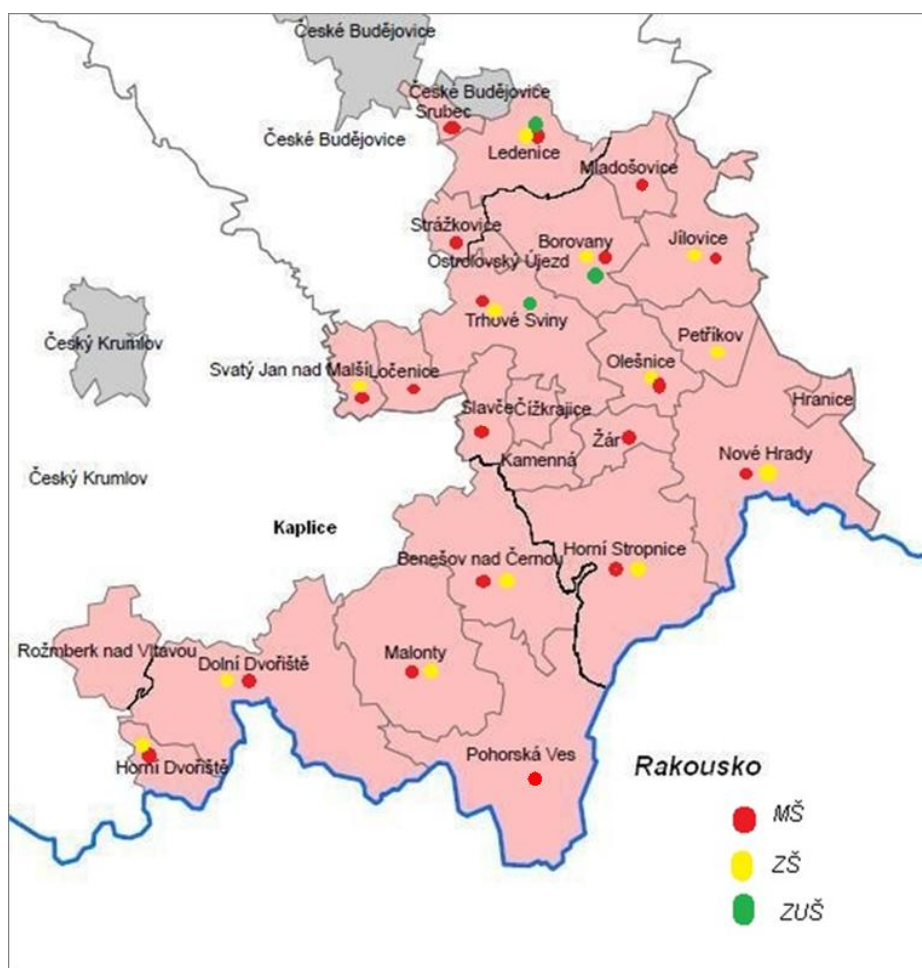 České Budějovice
České Budějovice
Srubec
České Budějovice
Ledenice
Mladošovice
Strážkovice
Borovany
Jílovice
Ostrolovský Újezd
Trhové Sviny
Petříkov
Český Krumlov
Olešnice
Svatý Jan nad Malší
Ločenice
Slavče
Čížkrajice
Hranice
Žár
Kamenná
Nové Hrady
Český Krumlov
Kaplice
Benešov nad Černou
Horní Stropnice
Rožmberk nad Vltavou
Dolní Dvořiště
Malonty
Pohorská Ves
Horní Dvořiště
Rakousko
MŠ
ZŠ
ZUŠ